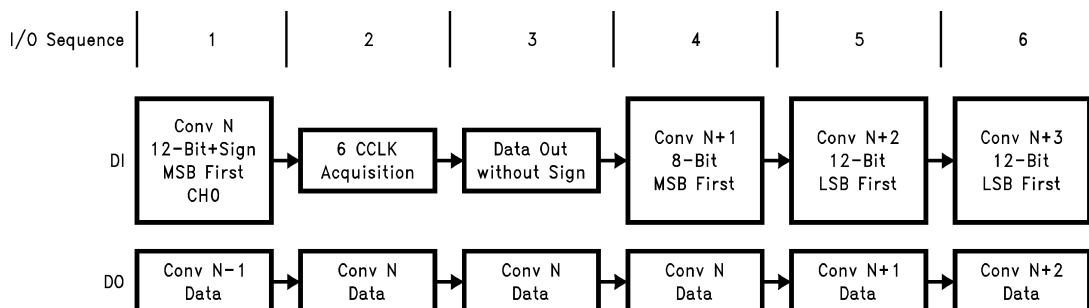 I/O Sequence 1 2 3 4 5 6
DI
Conv N
12-Bit+Sign
MSB First
CH0
6 CCLK
Acquisition
Data Out
without Sign
Conv N+1
8-Bit
MSB First
Conv N+2
12-Bit
LSB First
Conv N+3
12-Bit
LSB First
DO
Conv N-1
Data
Conv N
Data
Conv N
Data
Conv N
Data
Conv N+1
Data
Conv N+2
Data